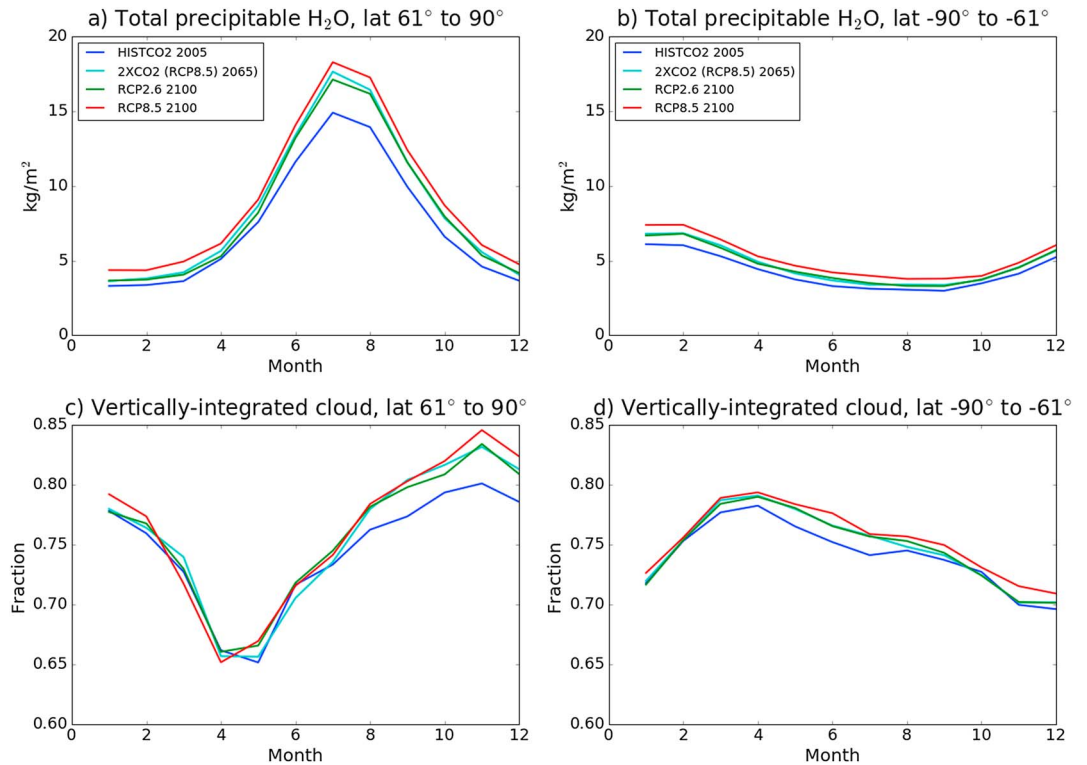 a) Total precipitable H₂O, lat 61° to 90°
20
15
10
5
0
kg/m²
HISTCO2 2005
2XCO2 (RCP8.5) 2065)
RCP2.6 2100
RCP8.5 2100
0 2 4 6 8 10 12
Month
b) Total precipitable H₂O, lat -90° to -61°
20
15
10
5
0
kg/m²
HISTCO2 2005
2XCO2 (RCP8.5) 2065)
RCP2.6 2100
RCP8.5 2100
0 2 4 6 8 10 12
Month
c) Vertically-integrated cloud, lat 61° to 90°
0.85
0.80
0.75
0.70
0.65
0.60
Fraction
0 2 4 6 8 10 12
Month
d) Vertically-integrated cloud, lat -90° to -61°
0.85
0.80
0.75
0.70
0.65
0.60
Fraction
0 2 4 6 8 10 12
Month